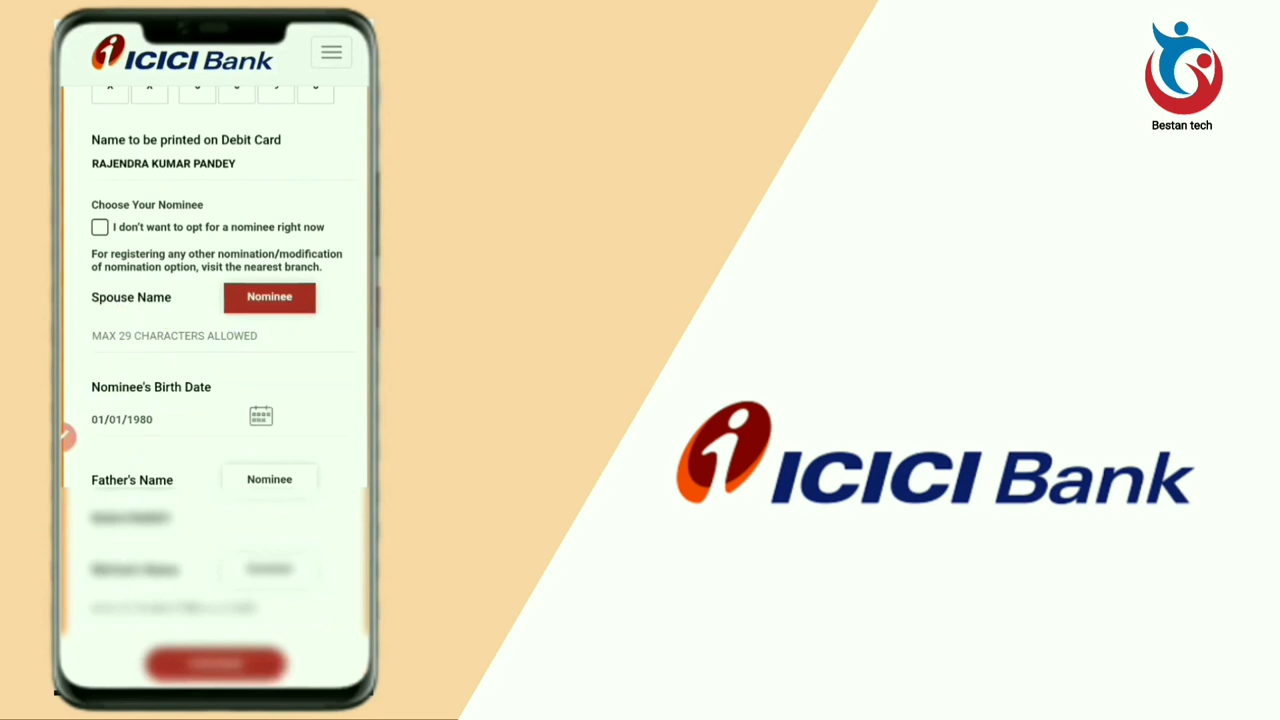 ICICI Bank
Name to be printed on Debit Card
RAJENDRA KUMAR PANDEY
Choose Your Nominee
I don't want to opt for a nominee right now
For registering any other nomination/modification
of nomination option, visit the nearest branch.
Spouse Name
Nominee
MAX 29 CHARACTERS ALLOWED
Nominee's Birth Date
01/01/1980
Father's Name
Nominee
Bestan tech
ICICI Bank